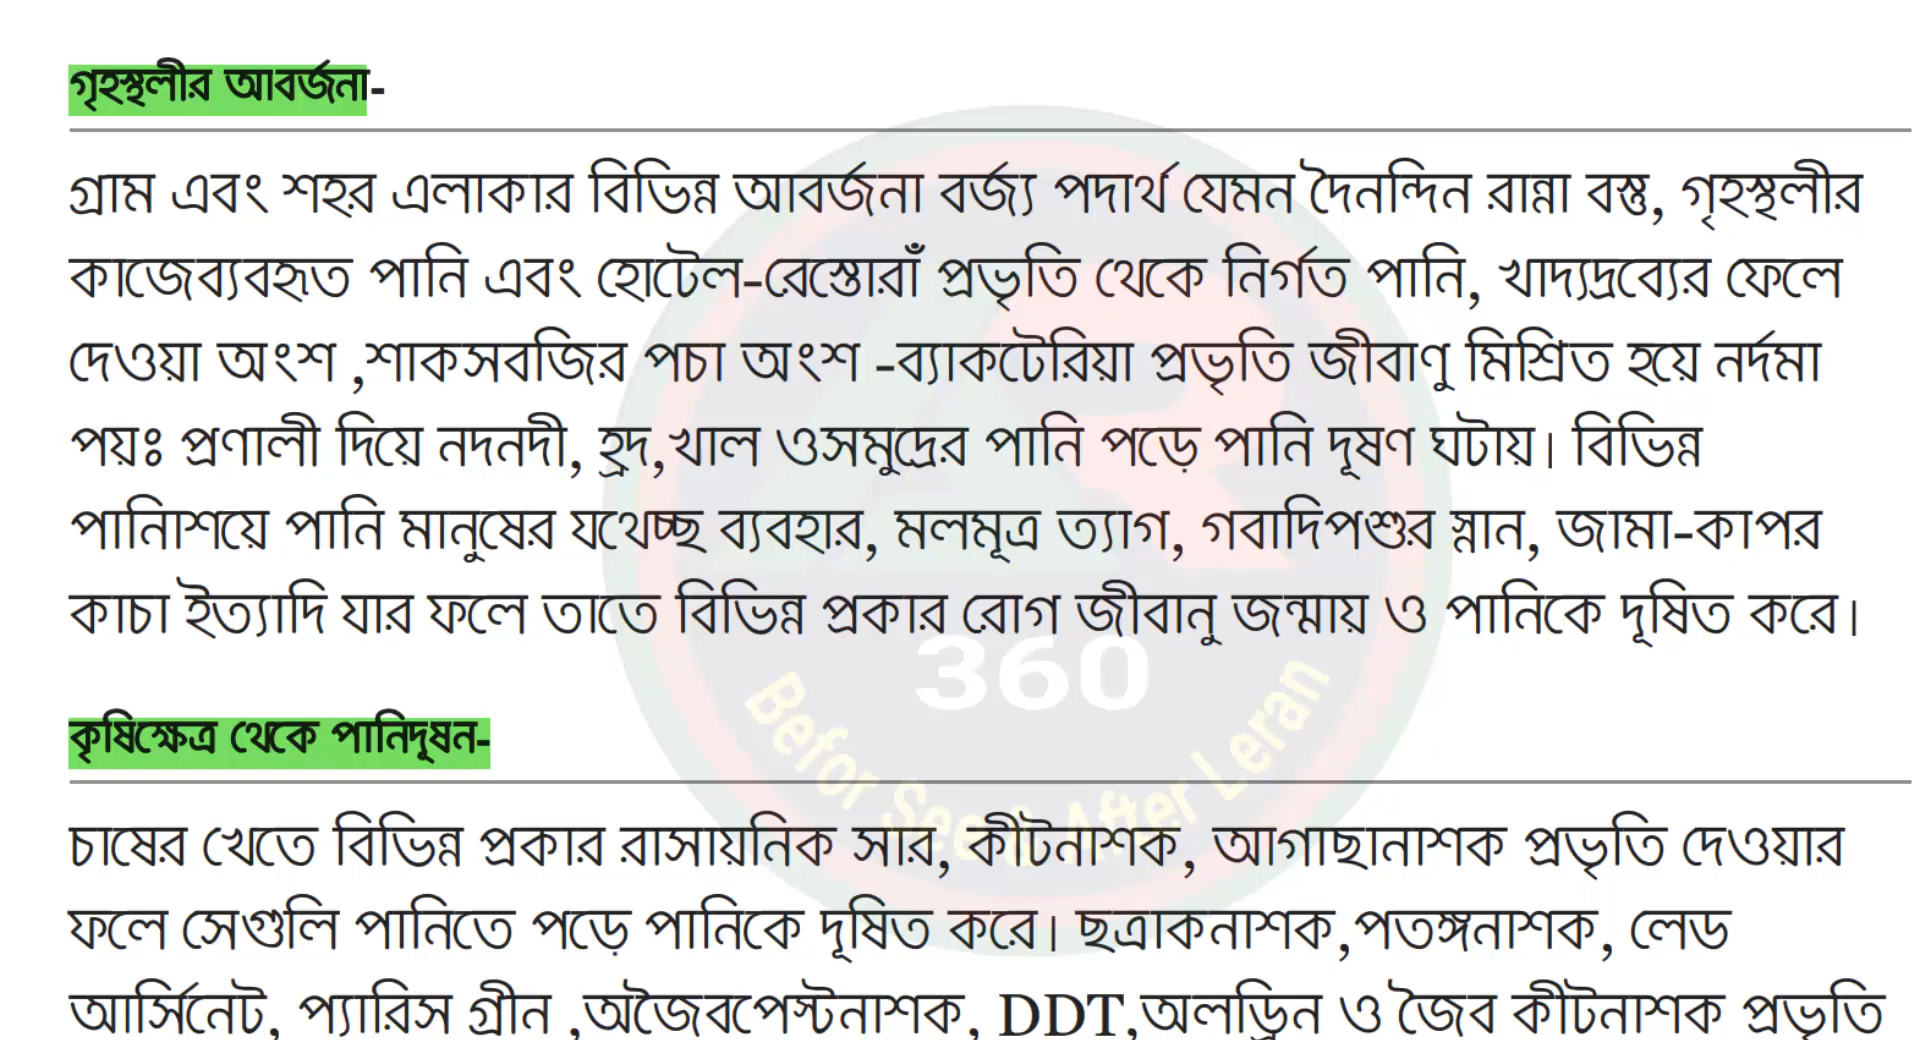 গৃহস্থলীর আবর্জনা-
গ্রাম এবং শহর এলাকার বিভিন্ন আবর্জনা বর্জ্য পদার্থ যেমন দৈনন্দিন রান্না বস্তু, গৃহস্থলীর
কাজেব্যবহৃত পানি এবং হোটেল-রেস্তোরাঁ প্রভৃতি থেকে নির্গত পানি, খাদ্যদ্রব্যের ফেলে
দেওয়া অংশ ,শাকসবজির পচা অংশ -ব্যাকটেরিয়া প্রভৃতি জীবাণু মিশ্রিত হয়ে নর্দমা
পয়ঃ প্রণালী দিয়ে নদনদী, হ্রদ,খাল ওসমুদ্রের পানি পড়ে পানি দূষণ ঘটায়। বিভিন্ন
পানিাশয়ে পানি মানুষের যথেচ্ছ ব্যবহার, মলমূত্র ত্যাগ, গবাদিপশুর স্নান, জামা-কাপর
কাচা ইত্যাদি যার ফলে তাতে বিভিন্ন প্রকার রোগ জীবানু জন্মায় ও পানিকে দূষিত করে।
360
Befor See & After Leran
কৃষিক্ষেত্র থেকে পানিদূষন-
চাষের খেতে বিভিন্ন প্রকার রাসায়নিক সার, কীটনাশক, আগাছানাশক প্রভৃতি দেওয়ার
ফলে সেগুলি পানিতে পড়ে পানিকে দূষিত করে। ছত্রাকনাশক,পতঙ্গনাশক, লেড
আর্সিনেট, প্যারিস গ্রীন ,অজৈবপেস্টনাশক, DDT,অলড্রিন ও জৈব কীটনাশক প্রভৃতি